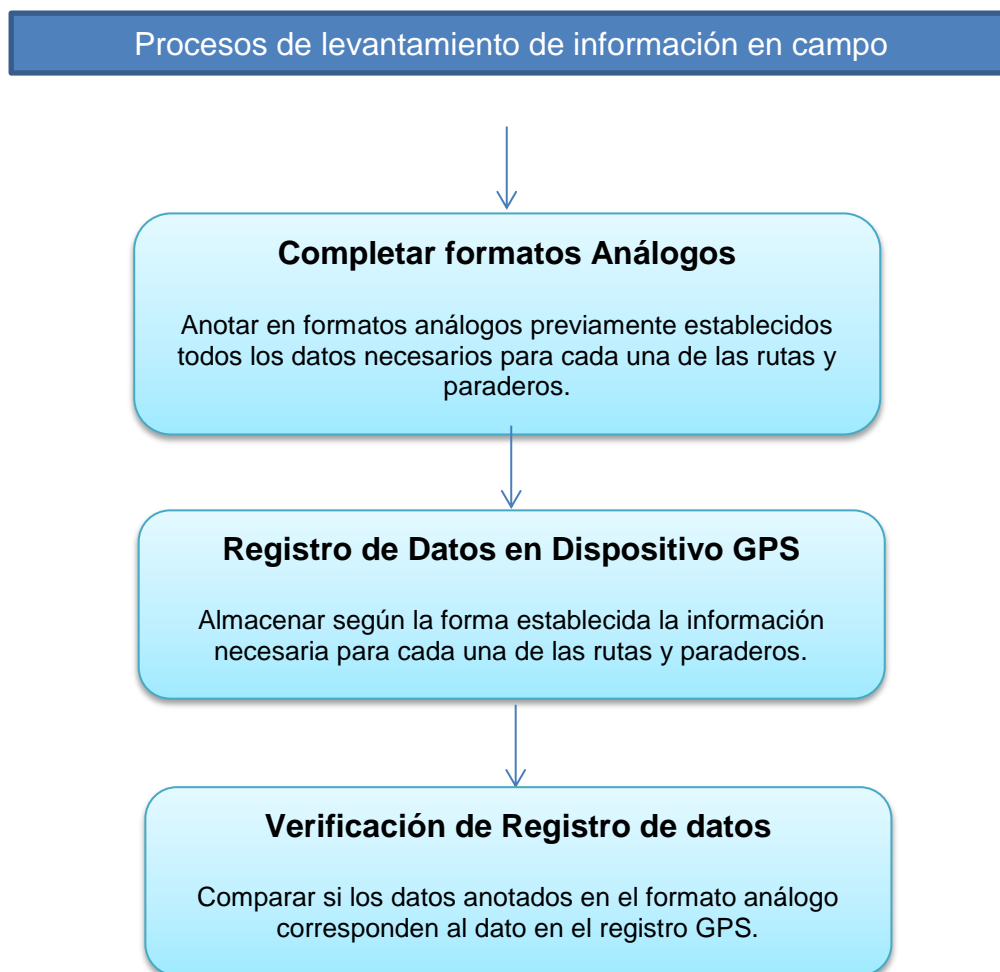 Procesos de levantamiento de información en campo
Completar formatos Análogos
Anotar en formatos análogos previamente establecidos
todos los datos necesarios para cada una de las rutas y
paraderos.
Registro de Datos en Dispositivo GPS
Almacenar según la forma establecida la información
necesaria para cada una de las rutas y paraderos.
Verificación de Registro de datos
Comparar si los datos anotados en el formato análogo
corresponden al dato en el registro GPS.